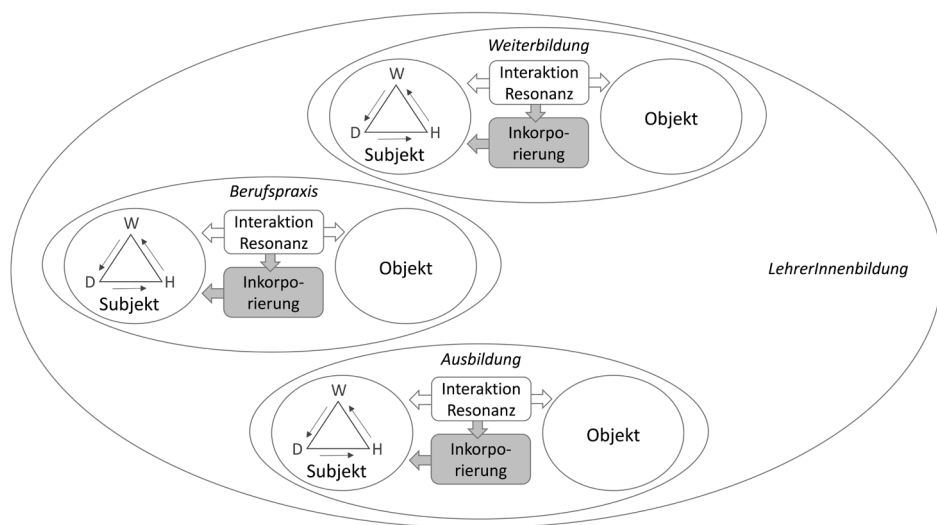 Weiterbildung
W
D H
Subjekt
Interaktion
Resonanz
Inkorpo-
rierung
Objekt
Berufspraxis
W
D H
Subjekt
Interaktion
Resonanz
Inkorpo-
rierung
Objekt
LehrerInnenbildung
Ausbildung
W
D H
Subjekt
Interaktion
Resonanz
Inkorpo-
rierung
Objekt